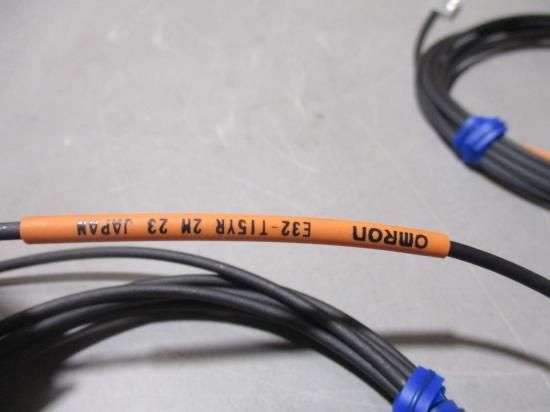 OMRON E32-T15YR 2M 23 JAPAN